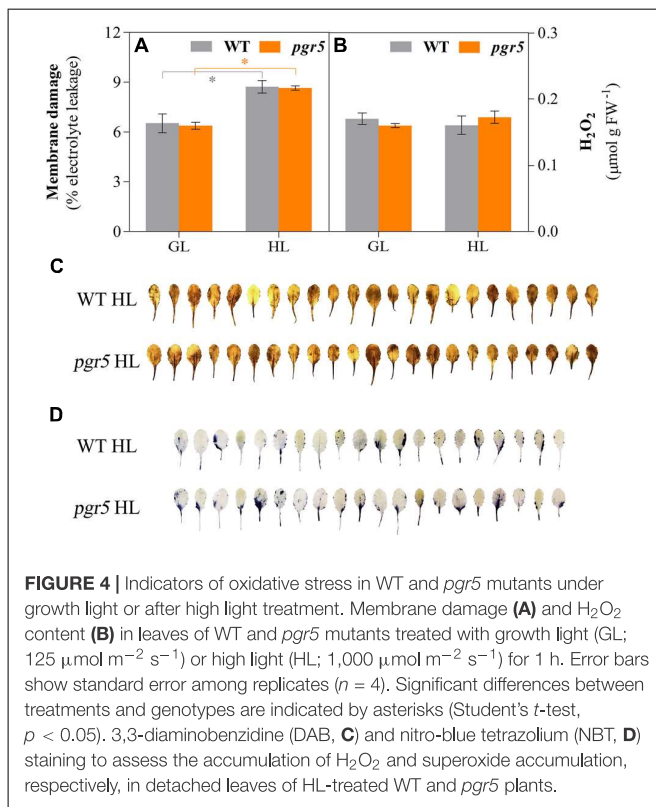 A
WT
pgr5
B
WT
pgr5
Membrane damage
(% electrolyte leakage)
12
9
6
3
0
*
*
GL
HL
GL
HL
0.3
0.2
0.1
0.0
H₂O₂
(µmol g FW⁻¹)
C
WT HL
pgr5 HL
D
WT HL
pgr5 HL
FIGURE 4 | Indicators of oxidative stress in WT and pgr5 mutants under
growth light or after high light treatment. Membrane damage (A) and H₂O₂
content (B) in leaves of WT and pgr5 mutants treated with growth light (GL;
125 µmol m⁻² s⁻¹) or high light (HL; 1,000 µmol m⁻² s⁻¹) for 1 h. Error bars
show standard error among replicates (n = 4). Significant differences between
treatments and genotypes are indicated by asterisks (Student's t-test,
p < 0.05). 3,3-diaminobenzidine (DAB, C) and nitro-blue tetrazolium (NBT, D)
staining to assess the accumulation of H₂O₂ and superoxide accumulation,
respectively, in detached leaves of HL-treated WT and pgr5 plants.